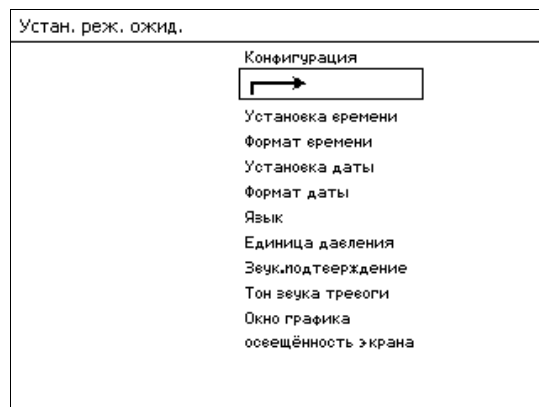 Устан. реж. ожид.
Конфигурация
Установка времени
Формат времени
Установка даты
Формат даты
Язык
Единица давления
Звук.подтверждение
Тон звука тревоги
Окно графика
освещённость экрана